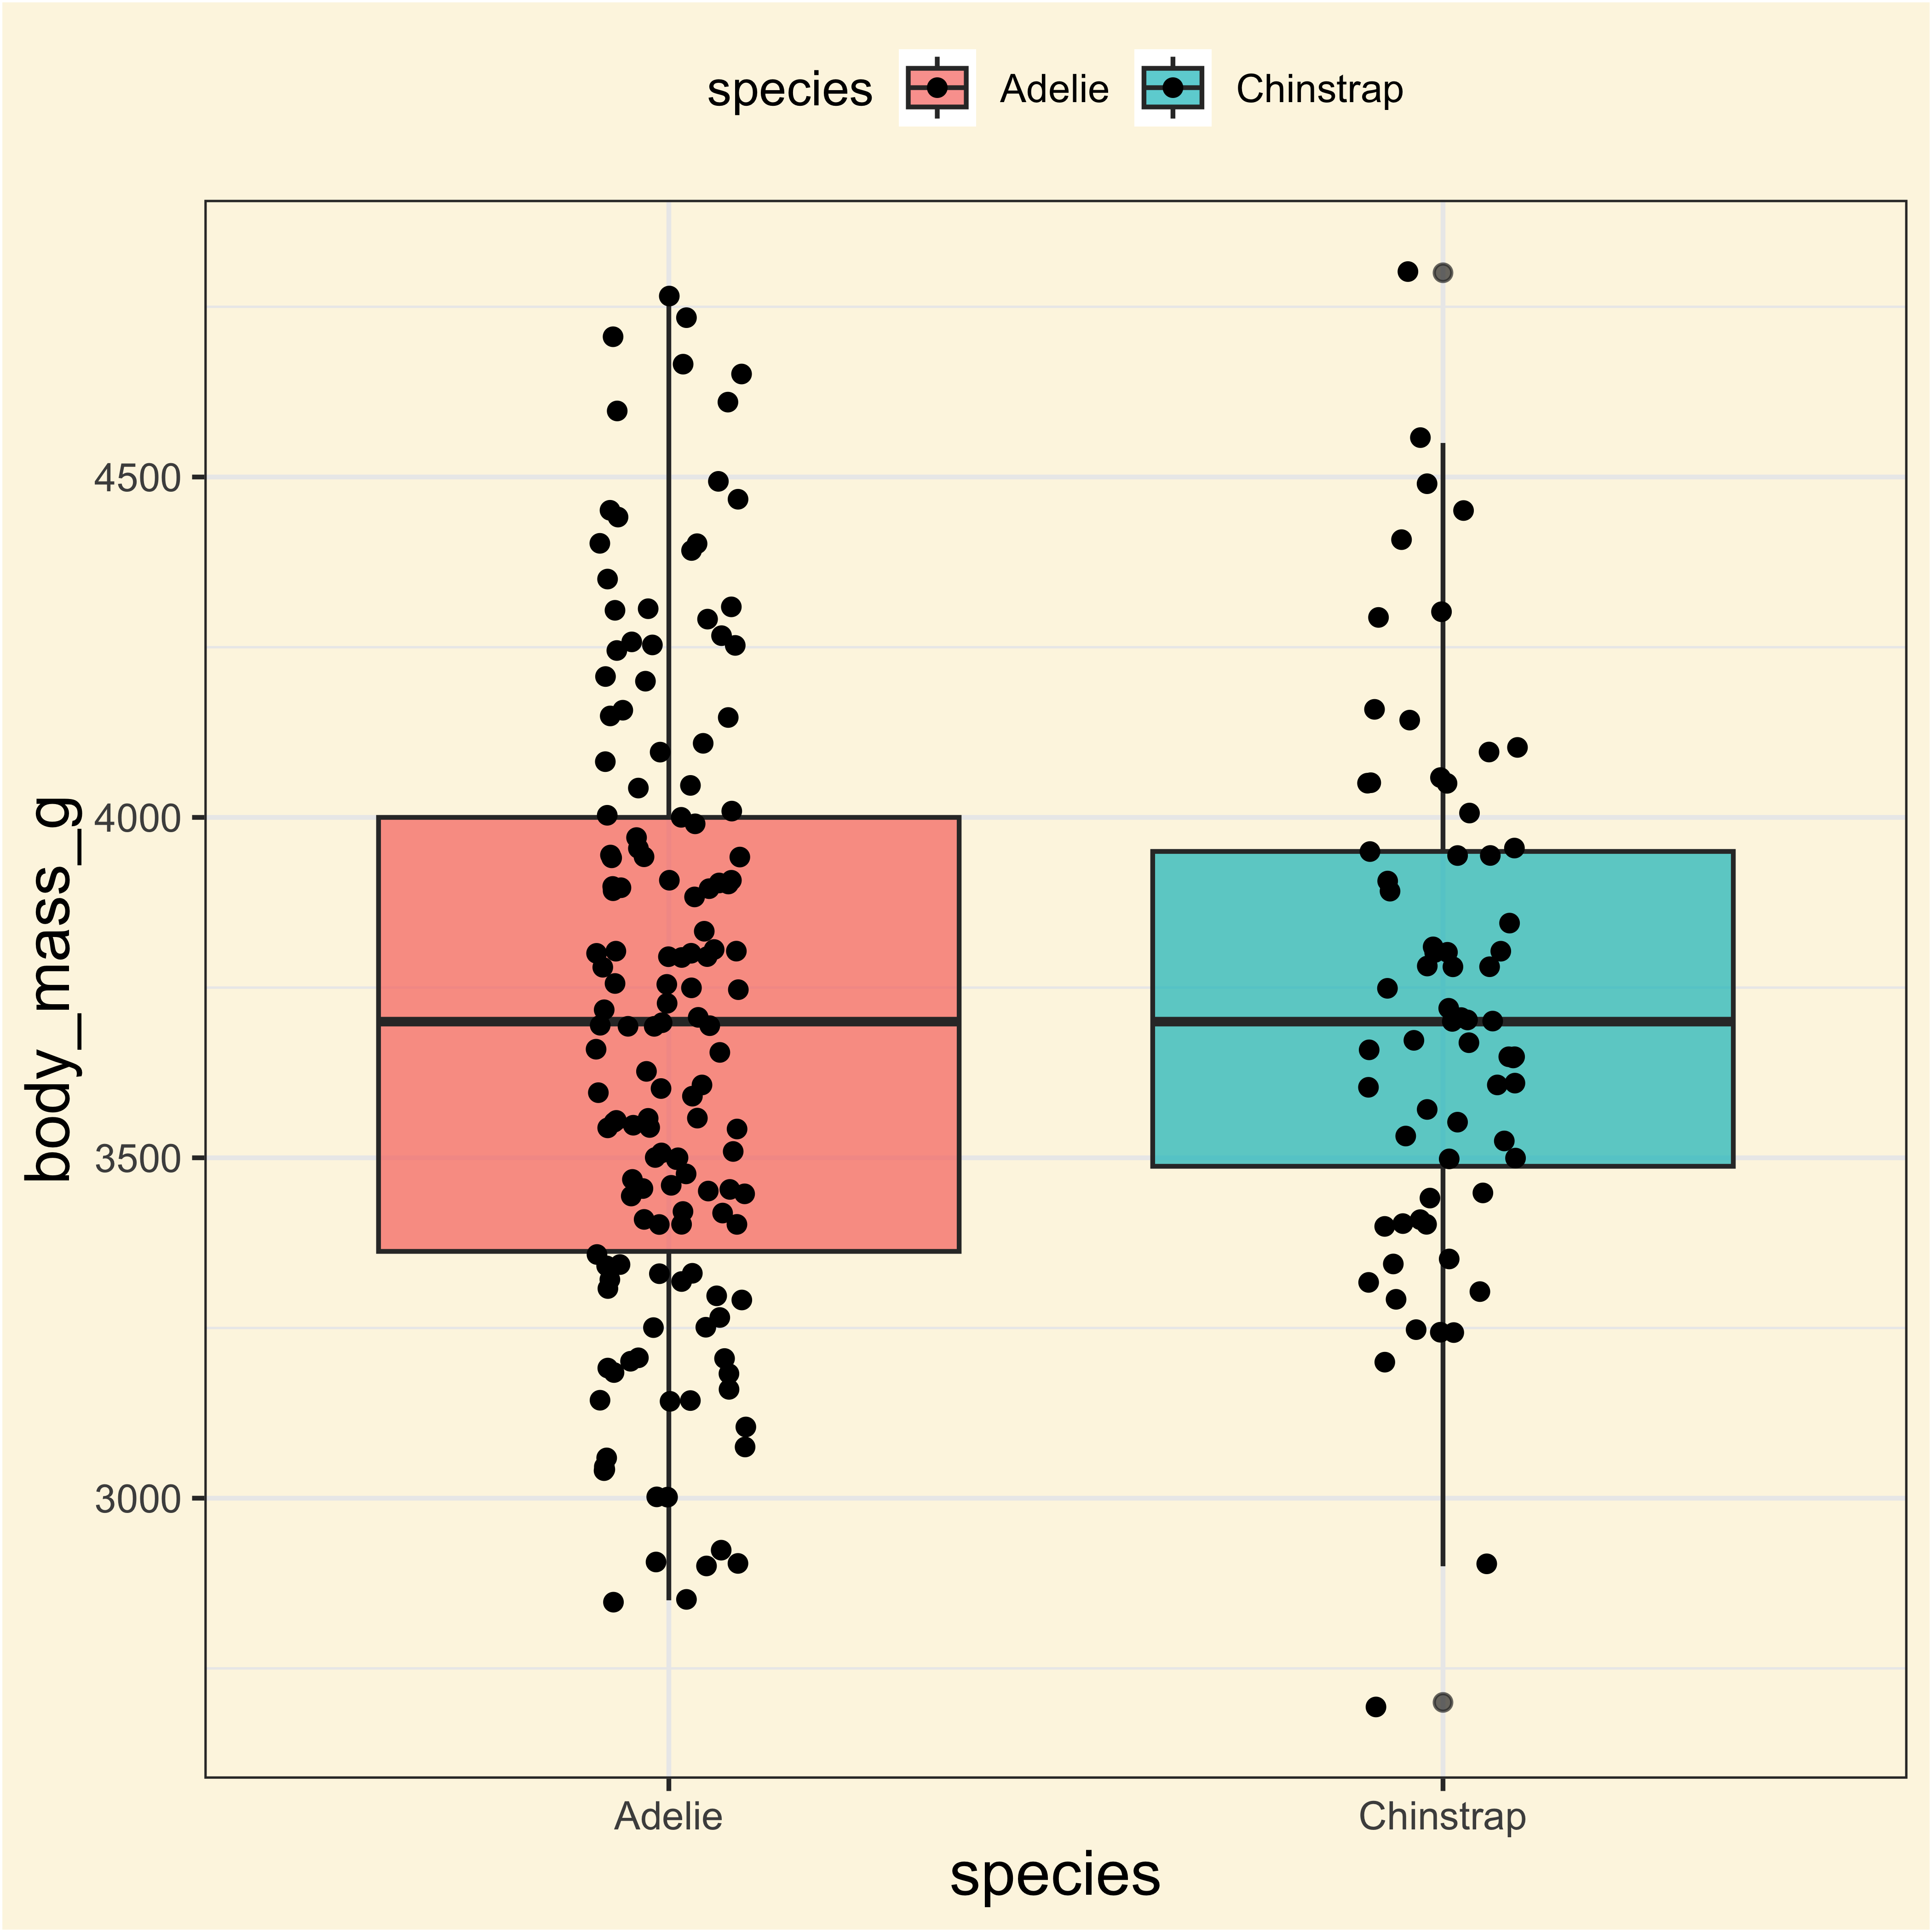 species Adelie Chinstrap
body_mass_g
4500
4000
3500
3000
Adelie Chinstrap
species